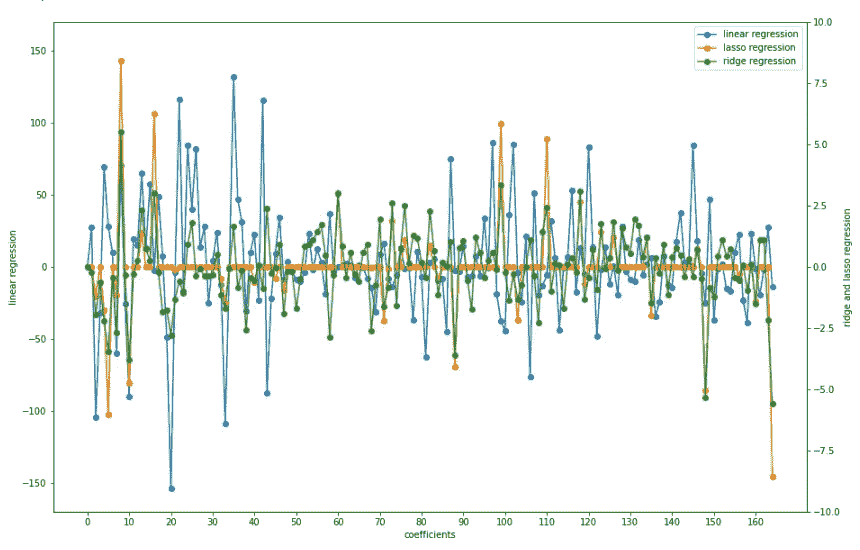 linear regression
lasso regression
ridge regression
150
100
50
0
−50
−100
−150
10.0
7.5
5.0
2.5
0.0
−2.5
−5.0
−7.5
−10.0
0 10 20 30 40 50 60 70 80 90 100 110 120 130 140 150 160
coefficients
linear regression
ridge and lasso regression